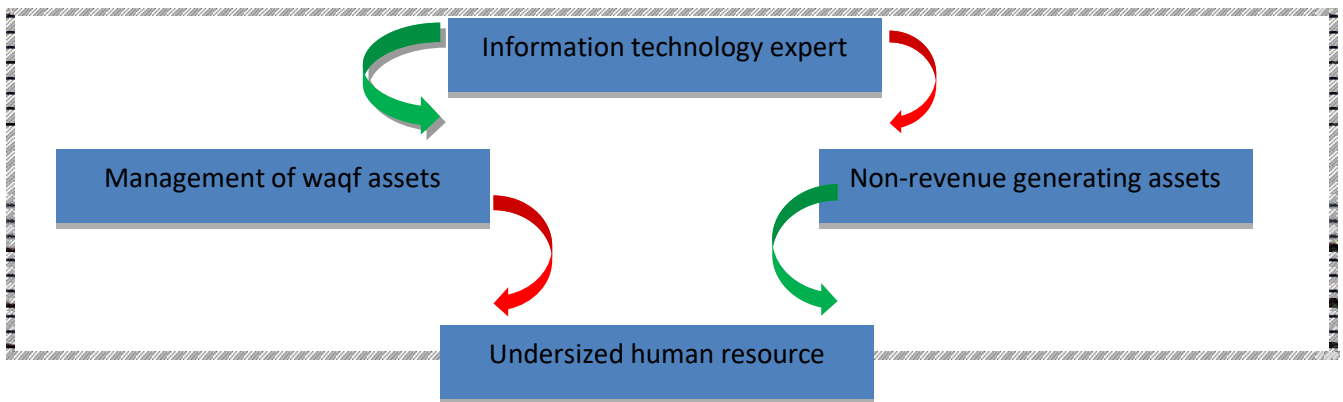 Information technology expert
Management of waqf assets
Non-revenue generating assets
Undersized human resource